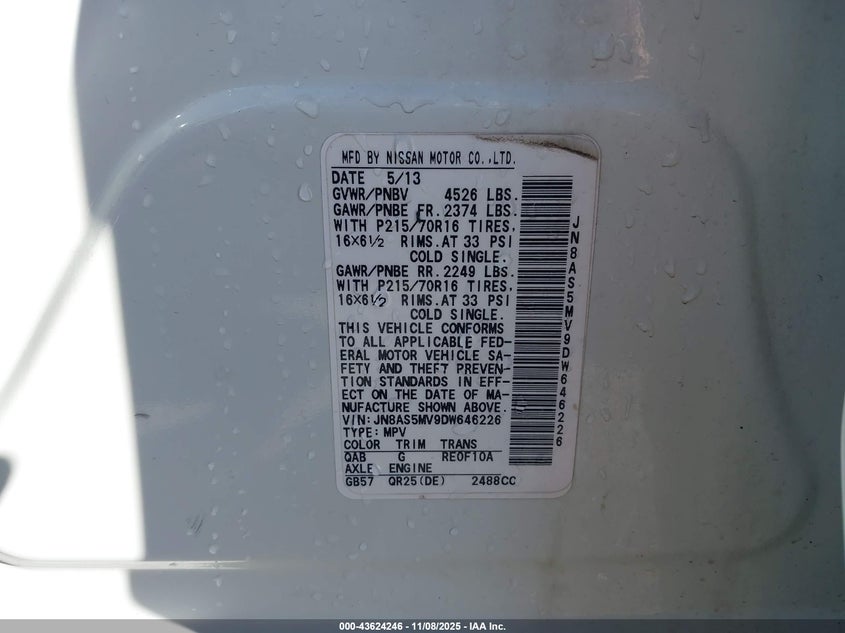 MFD BY NISSAN MOTOR CO.,LTD.
DATE 5/13
GVWR/PNBV 4526 LBS.
GAWR/PNBE FR. 2374 LBS.
WITH P215/70R16 TIRES,
16×6½ RIMS. AT 33 PSI
COLD SINGLE.
GAWR/PNBE RR. 2249 LBS.
WITH P215/70R16 TIRES,
16×6½ RIMS. AT 33 PSI
COLD SINGLE.
THIS VEHICLE CONFORMS
TO ALL APPLICABLE FED-
ERAL MOTOR VEHICLE SA-
FETY AND THEFT PREVEN-
TION STANDARDS IN EFF-
ECT ON THE DATE OF MA-
NUFACTURE SHOWN ABOVE.
VIN: JN8AS5MV9DW646226
TYPE: MPV
COLOR TRIM TRANS
QAB G RE0F10A
AXLE ENGINE
GB57 QR25(DE) 2488CC
JN8AS5MV9DW646226
000-43624246 - 11/08/2025 - IAA Inc.